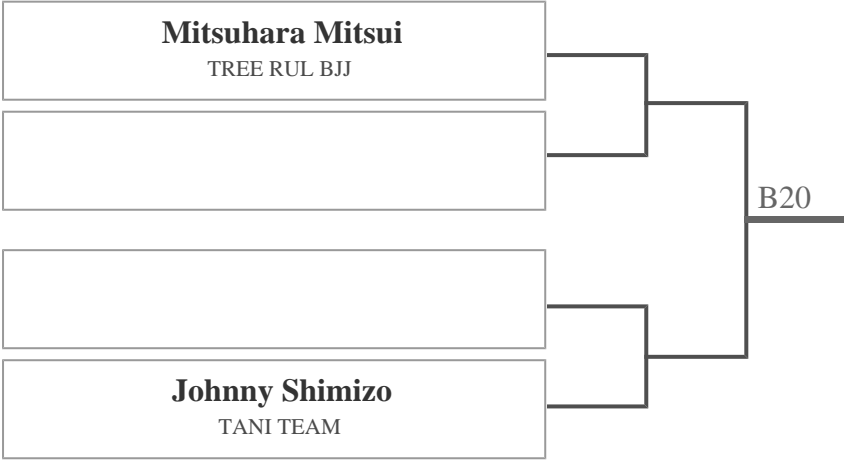 Mitsuhara Mitsui
TREE RUL BJJ
B20
Johnny Shimizo
TANI TEAM